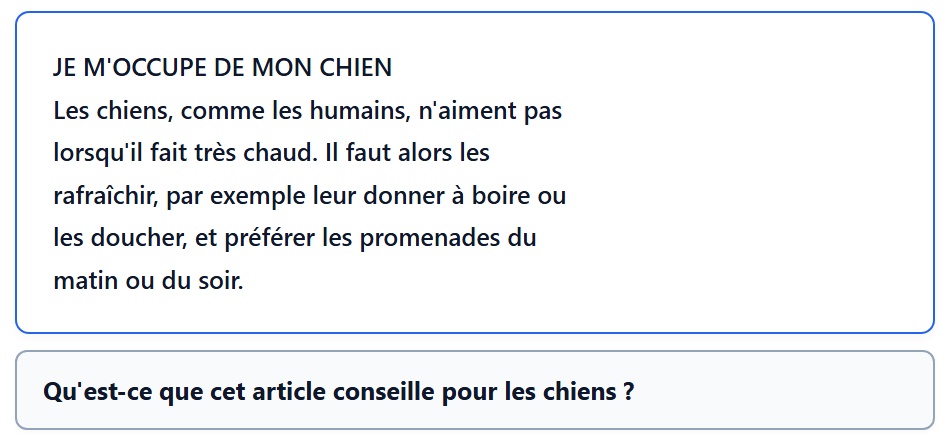 JE M'OCCUPE DE MON CHIEN
Les chiens, comme les humains, n'aiment pas
lorsqu'il fait très chaud. Il faut alors les
rafraîchir, par exemple leur donner à boire ou
les doucher, et préférer les promenades du
matin ou du soir.
Qu'est-ce que cet article conseille pour les chiens ?